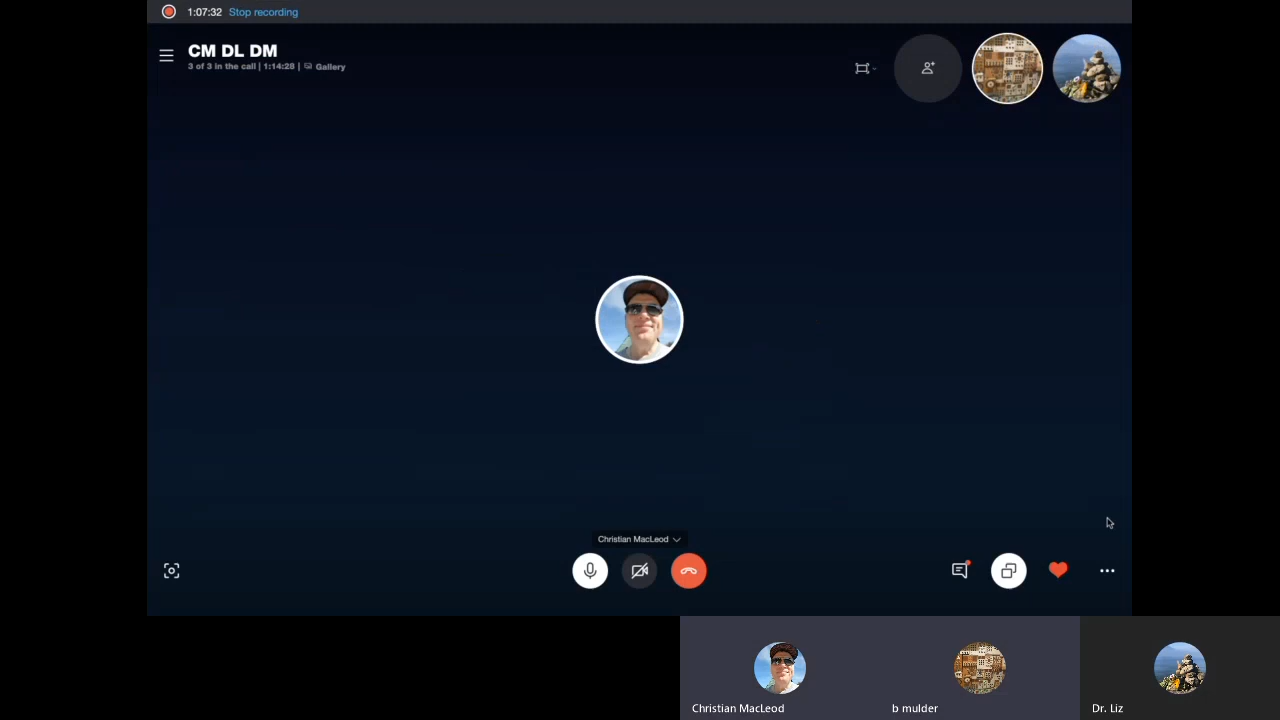 1:07:32 Stop recording
CM DL DM
3 of 3 in the call | 1:14:28 | Gallery
Christian MacLeod
Christian MacLeod
b mulder
Dr. Liz